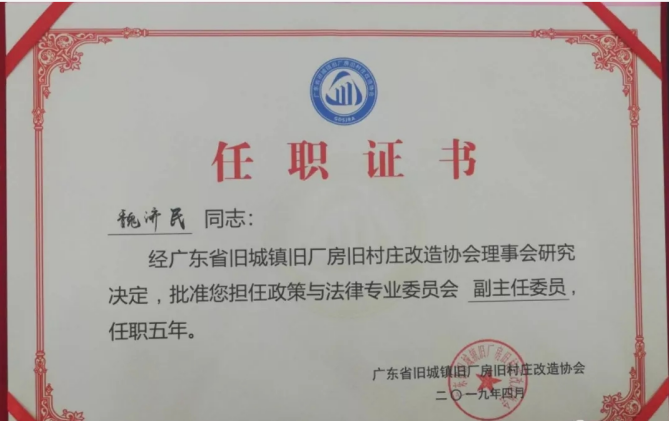 任职证书
魏济民 同志：
经广东省旧城镇旧厂房旧村庄改造协会理事会研究
决定，批准您担任政策与法律专业委员会 副主任委员，
任职五年。
广东省旧城镇旧厂房旧村庄改造协会
二〇一九年四月